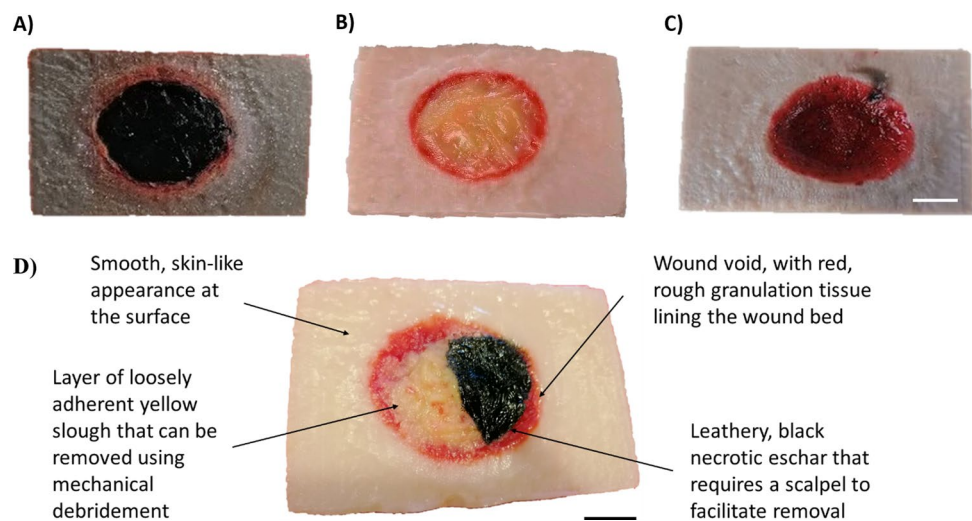 A)
B)
C)
D)
Smooth, skin-like
appearance at
the surface
Wound void, with red,
rough granulation tissue
lining the wound bed
Layer of loosely
adherent yellow
slough that can be
removed using
mechanical
debridement
Leathery, black
necrotic eschar that
requires a scalpel to
facilitate removal